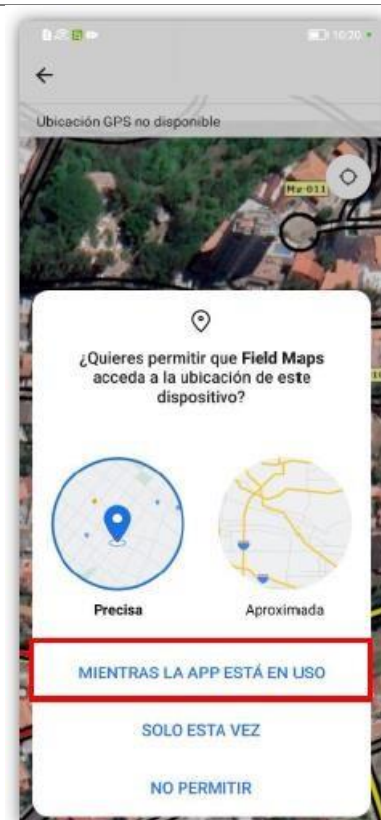 10:20
Ubicación GPS no disponible
Ma-011
¿Quieres permitir que Field Maps
acceda a la ubicación de este
dispositivo?
Precisa
Aproximada
MIENTRAS LA APP ESTÁ EN USO
SOLO ESTA VEZ
NO PERMITIR